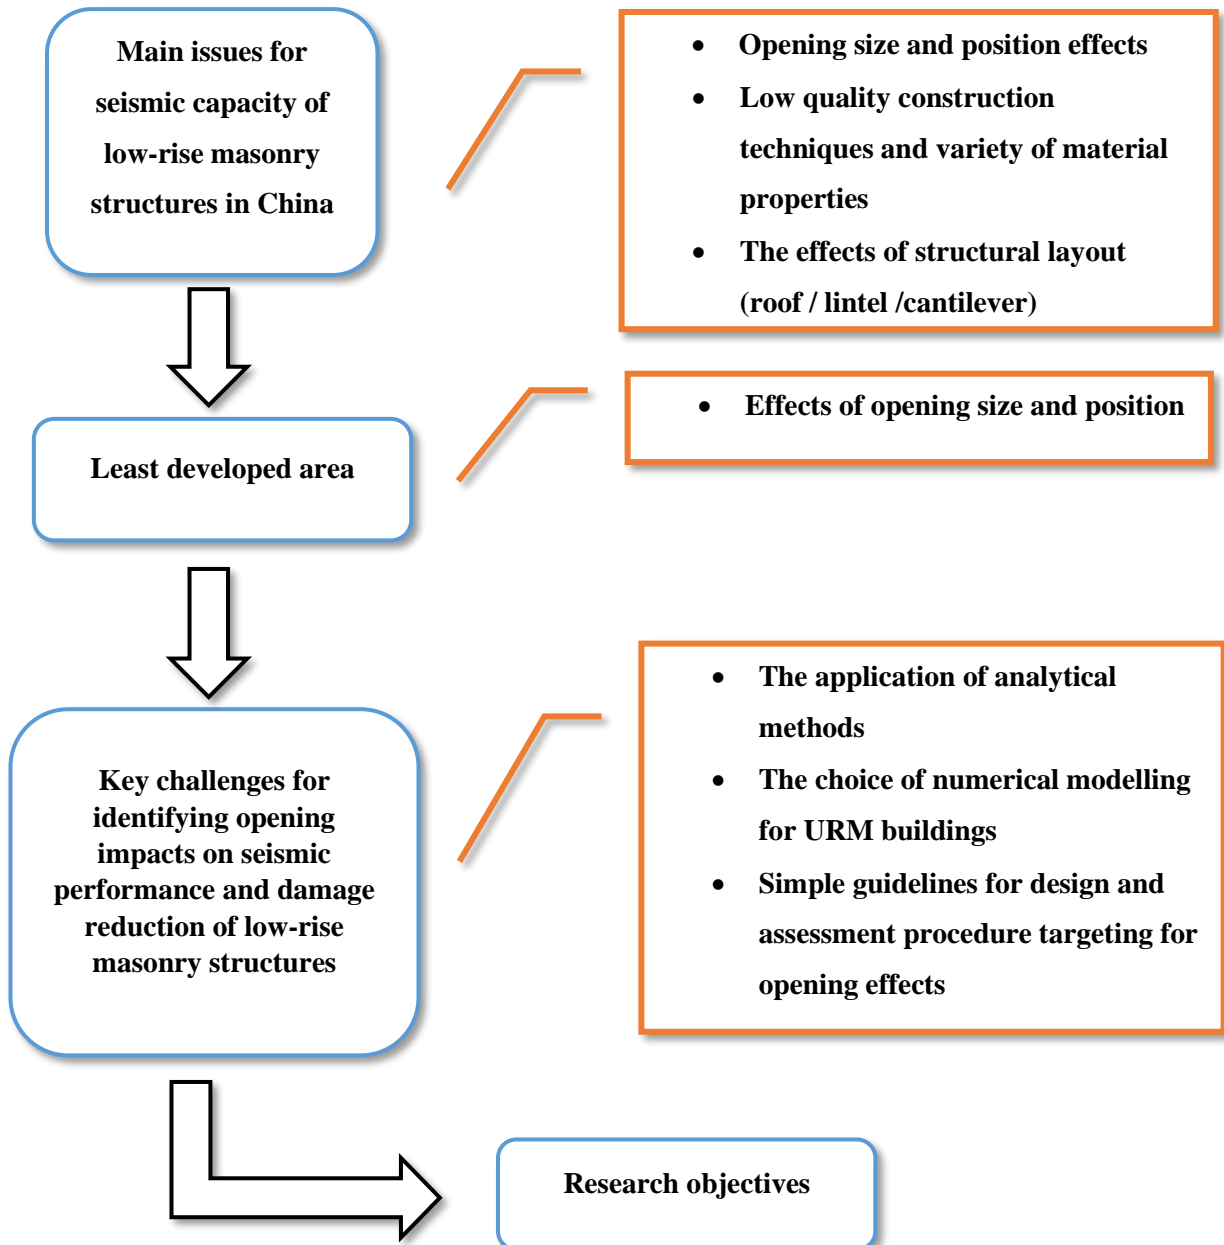 Main issues for
seismic capacity of
low-rise masonry
structures in China
• Opening size and position effects
• Low quality construction
techniques and variety of material
properties
• The effects of structural layout
(roof / lintel /cantilever)
Least developed area
• Effects of opening size and position
Key challenges for
identifying opening
impacts on seismic
performance and damage
reduction of low-rise
masonry structures
• The application of analytical
methods
• The choice of numerical modelling
for URM buildings
• Simple guidelines for design and
assessment procedure targeting for
opening effects
Research objectives